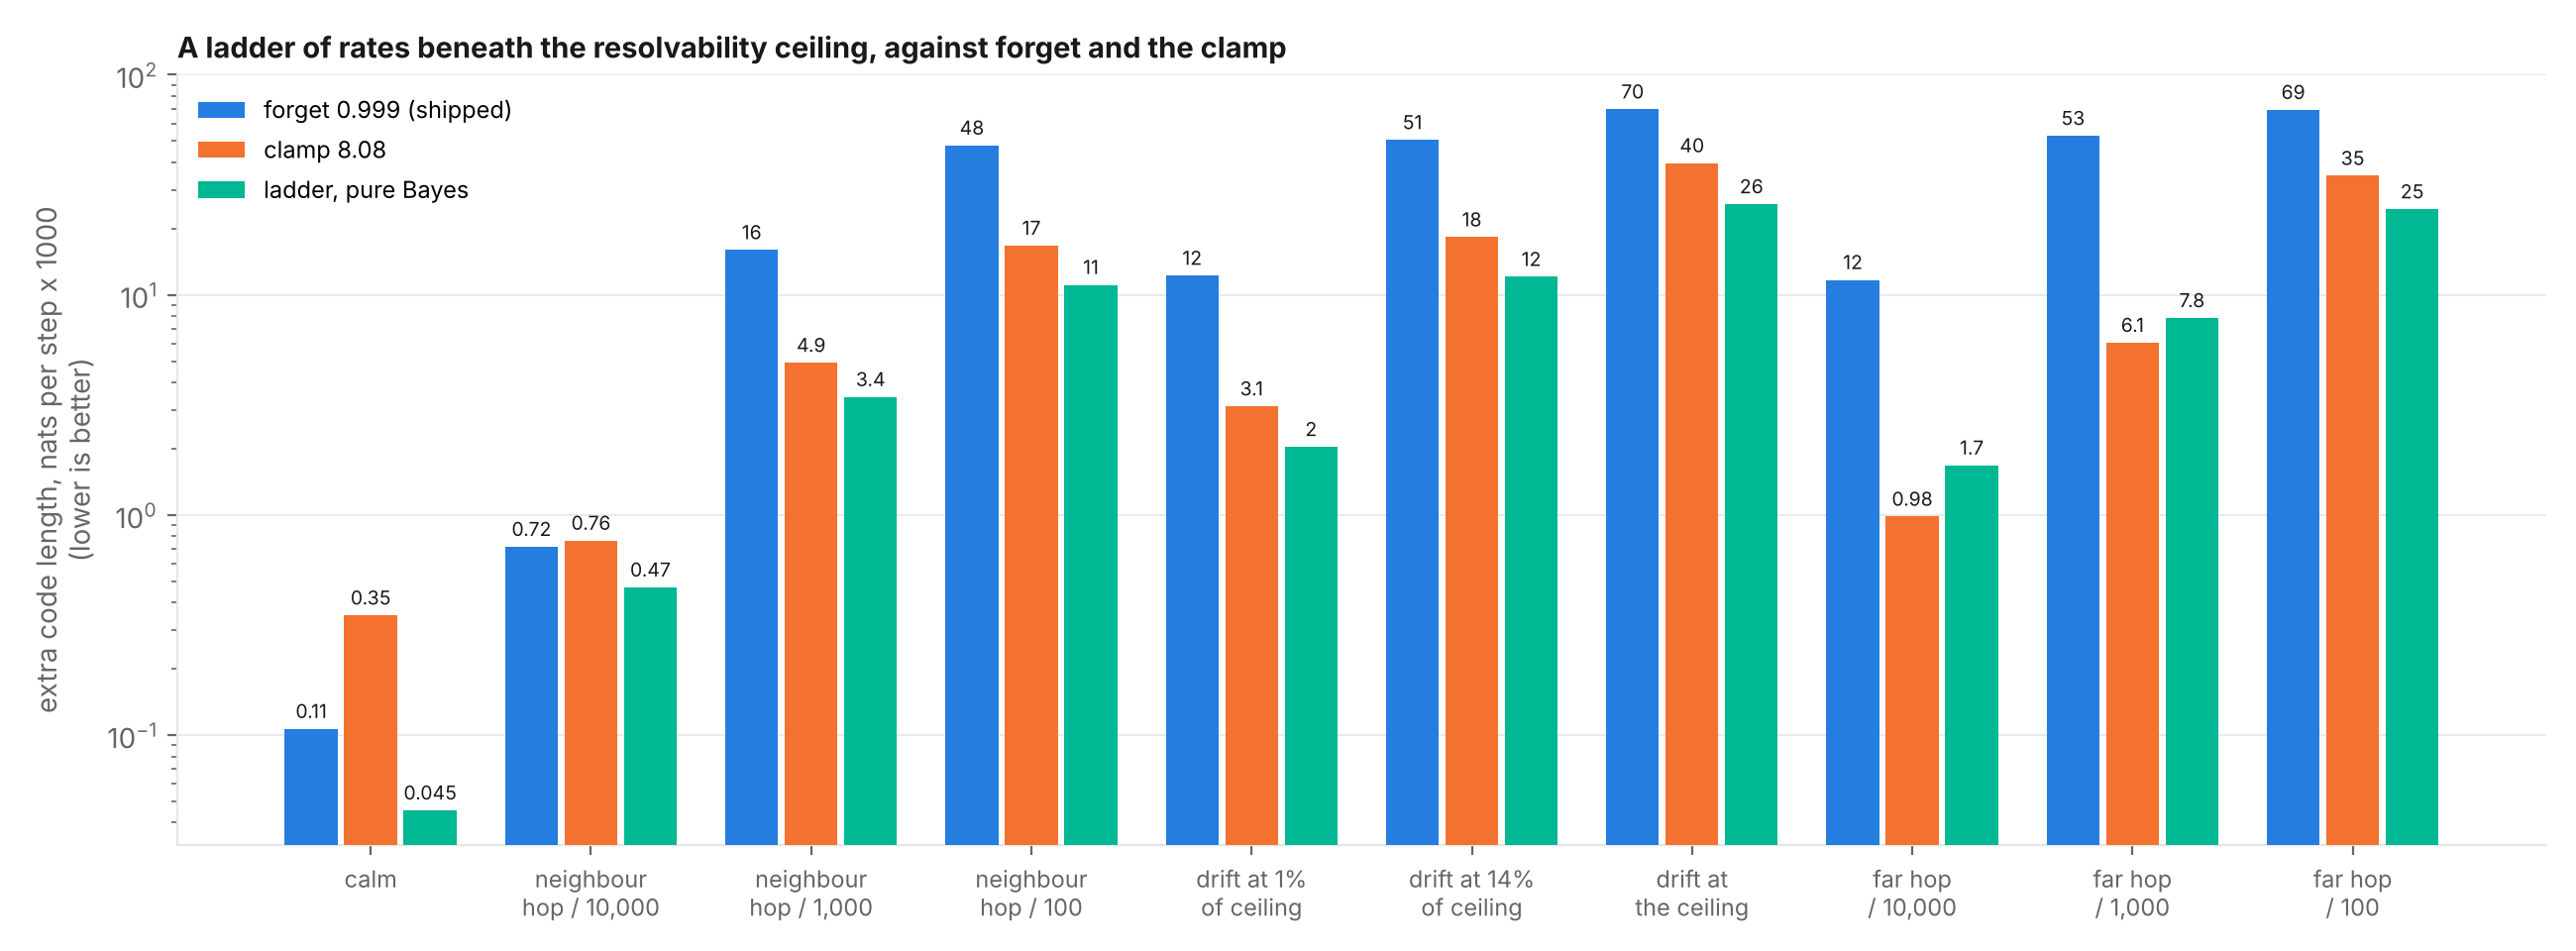 A ladder of rates beneath the resolvability ceiling, against forget and the clamp
extra code length, nats per step x 1000
(lower is better)
10²
10¹
10⁰
10⁻¹
forget 0.999 (shipped)
clamp 8.08
ladder, pure Bayes
0.11
0.35
0.045
0.72
0.76
0.47
16
4.9
3.4
48
17
11
12
3.1
2
51
18
12
70
40
26
12
0.98
1.7
53
6.1
7.8
69
35
25
calm
neighbour
hop / 10,000
neighbour
hop / 1,000
neighbour
hop / 100
drift at 1%
of ceiling
drift at 14%
of ceiling
drift at
the ceiling
far hop
/ 10,000
far hop
/ 1,000
far hop
/ 100